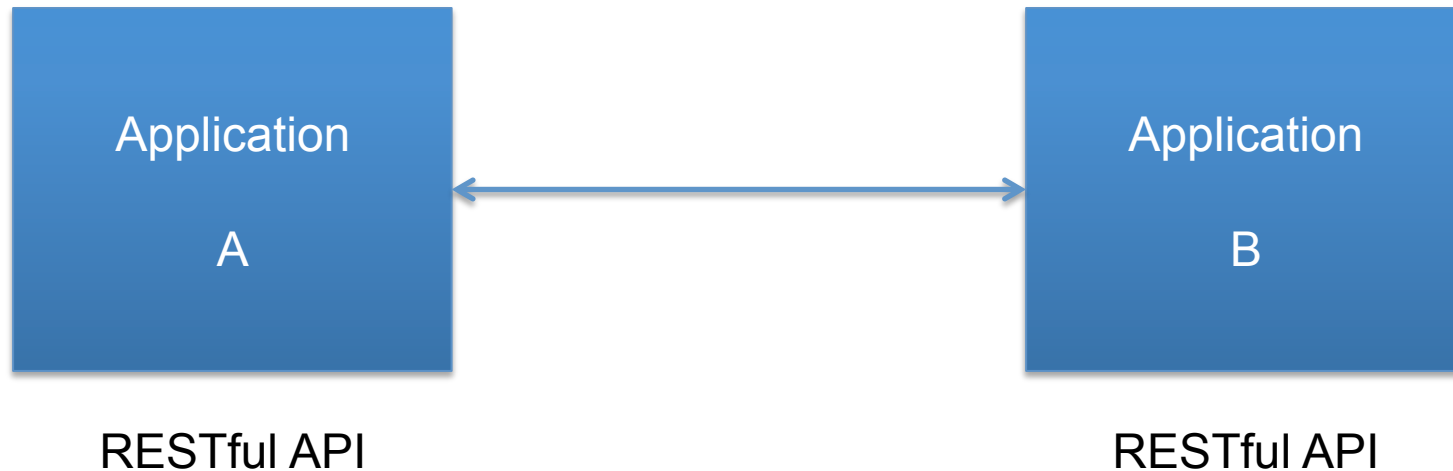 Application
A
Application
B
RESTful API
RESTful API